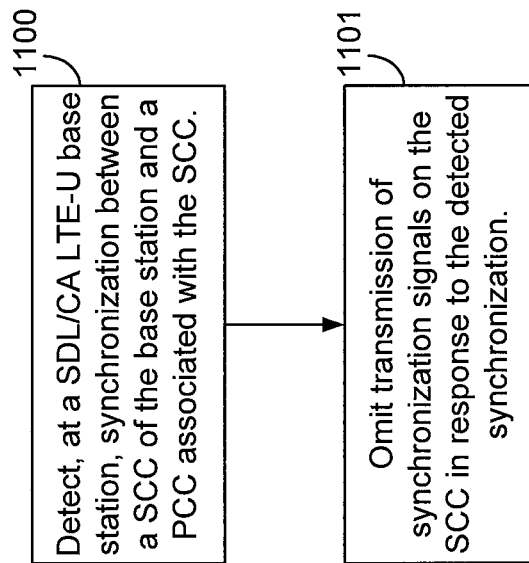 1100
Detect, at a SDL/CA LTE-U base
station, synchronization between
a SCC of the base station and a
PCC associated with the SCC.
1101
Omit transmission of
synchronization signals on the
SCC in response to the detected
synchronization.